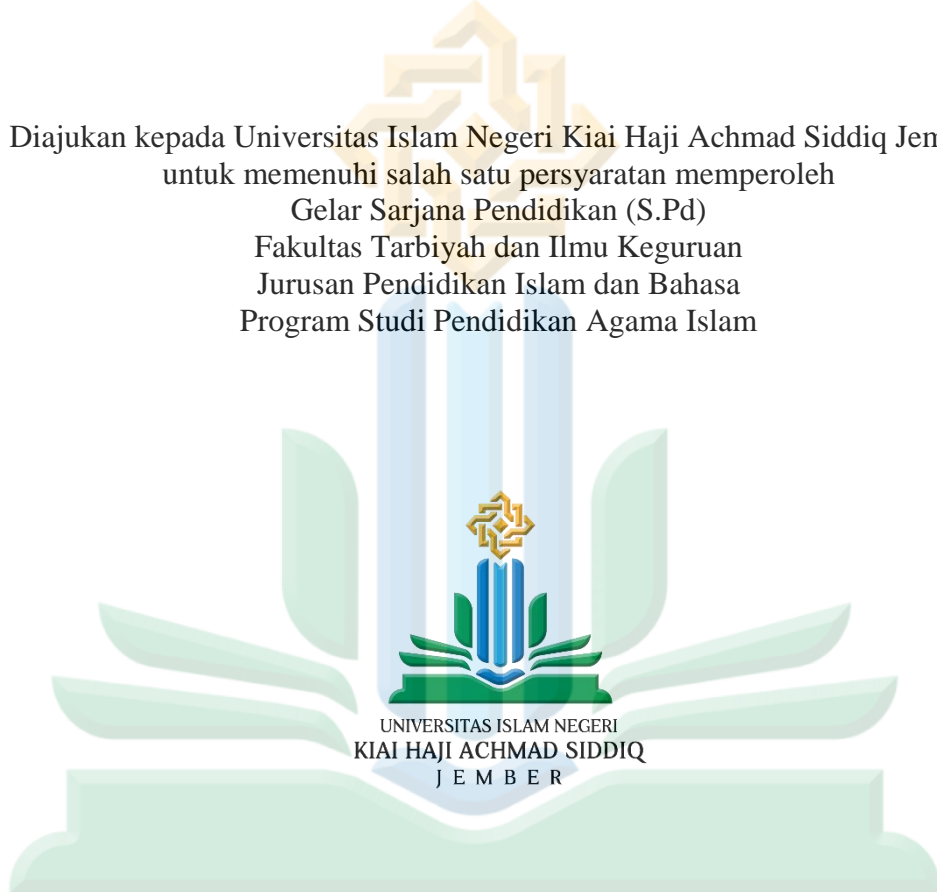 Diajukan kepada Universitas Islam Negeri Kiai Haji Achmad Siddiq Jem
untuk memenuhi salah satu persyaratan memperoleh
Gelar Sarjana Pendidikan (S.Pd)
Fakultas Tarbiyah dan Ilmu Keguruan
Jurusan Pendidikan Islam dan Bahasa
Program Studi Pendidikan Agama Islam
UNIVERSITAS ISLAM NEGERI
KIAI HAJI ACHMAD SIDDIQ
JEMBER